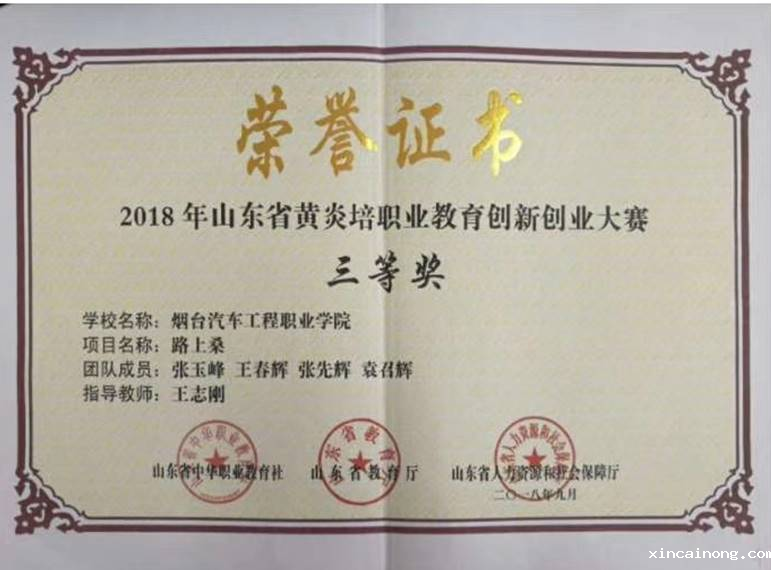 荣誉证书
2018年山东省黄炎培职业教育创新创业大赛
三等奖
学校名称：烟台汽车工程职业学院
项目名称：路上桑
团队成员：张玉峰 王春辉 张先辉 袁召辉
指导教师：王志刚
山东省中华职业教育社 山东省教育厅 山东省人力资源和社会保障厅
二〇一八年九月
xincainong.com